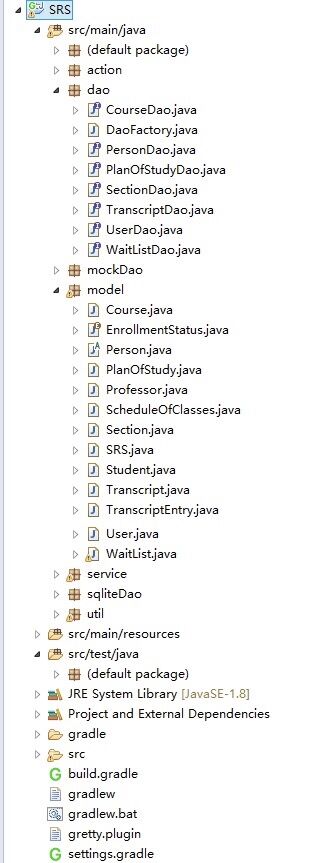 SRS
src/main/java
(default package)
action
dao
CourseDao.java
DaoFactory.java
PersonDao.java
PlanOfStudyDao.java
SectionDao.java
TranscriptDao.java
UserDao.java
WaitListDao.java
mockDao
model
Course.java
EnrollmentStatus.java
Person.java
PlanOfStudy.java
Professor.java
ScheduleOfClasses.java
Section.java
SRS.java
Student.java
Transcript.java
TranscriptEntry.java
User.java
WaitList.java
service
sqliteDao
util
src/main/resources
src/test/java
(default package)
JRE System Library [JavaSE-1.8]
Project and External Dependencies
gradle
src
build.gradle
gradlew
gradlew.bat
gretty.plugin
settings.gradle